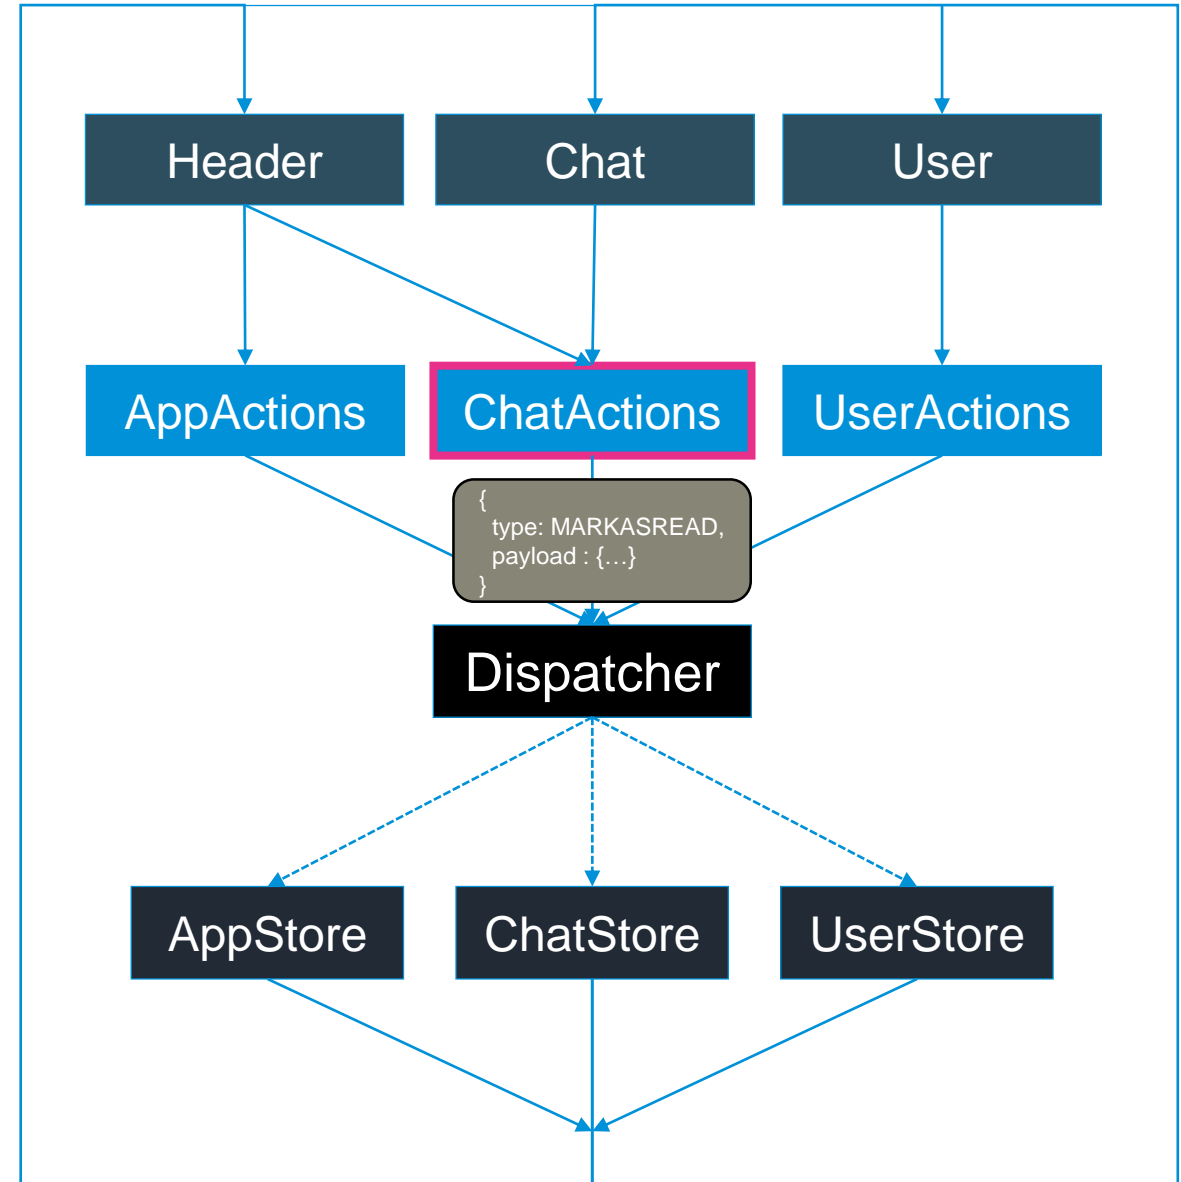 Header
Chat
User
AppActions
ChatActions
UserActions
{
type: MARKASREAD,
payload : {…}
}
Dispatcher
AppStore
ChatStore
UserStore